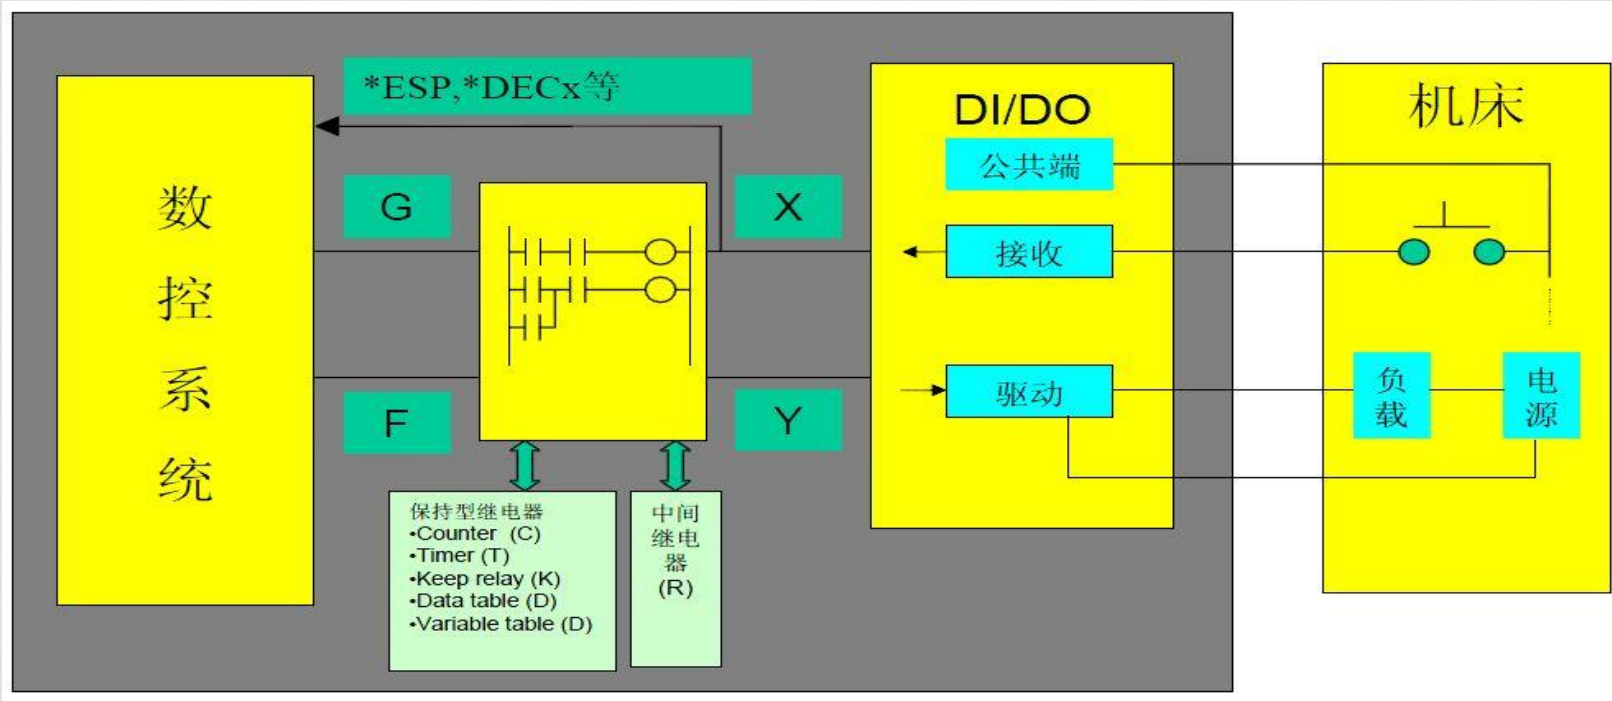 *ESP,*DECx等
数
控
系
统
G
F
X
Y
DI/DO
公共端
接收
驱动
机床
负
载
电
源
保持型继电器
•Counter (C)
•Timer (T)
•Keep relay (K)
•Data table (D)
•Variable table (D)
中间
继电
器
(R)